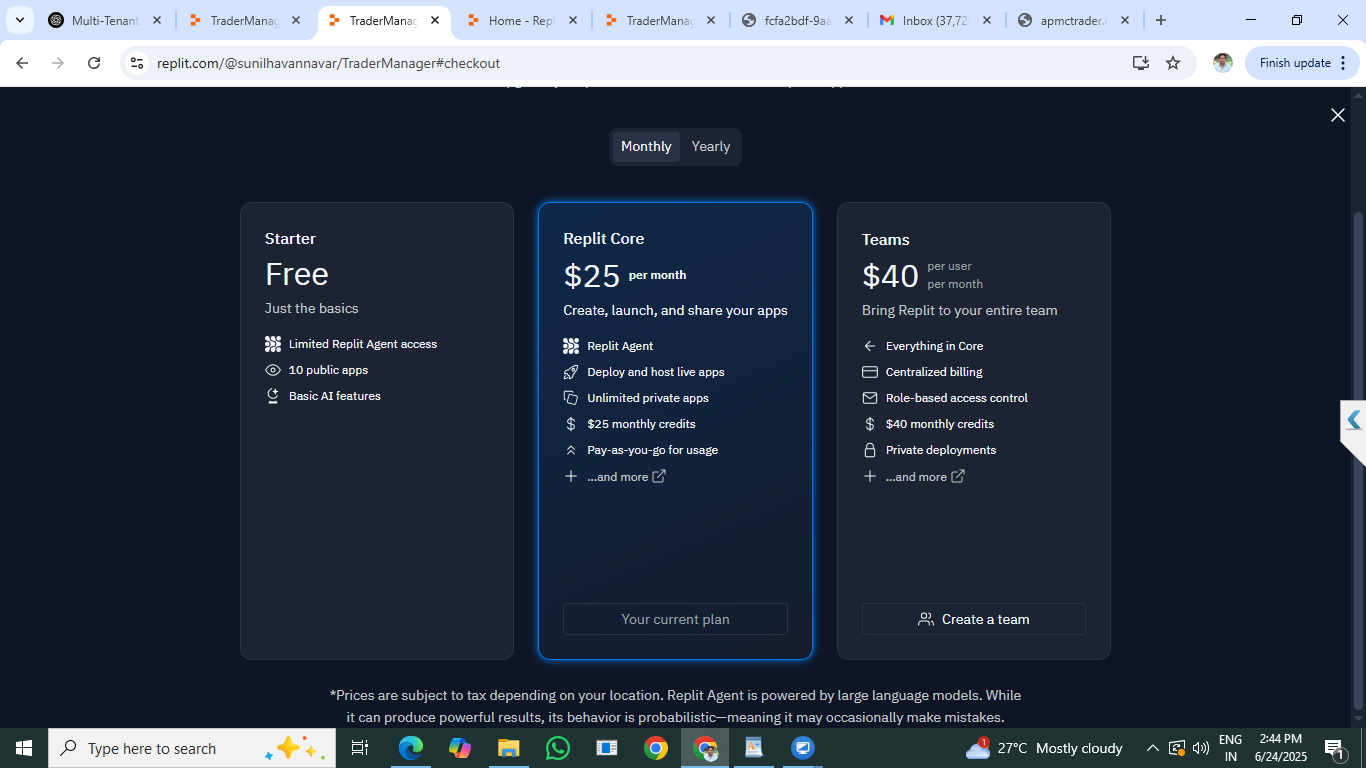 Multi-Tenant
TraderManag
TraderManag
Home - Repl
TraderManag
fcfa2bdf-9aa
Inbox (37,72
apmctrader.c
replit.com/@sunilhavannavar/TraderManager#checkout
Finish update
Monthly
Yearly
Starter
Free
Just the basics
Limited Replit Agent access
10 public apps
Basic AI features
Replit Core
$25 per month
Create, launch, and share your apps
Replit Agent
Deploy and host live apps
Unlimited private apps
$25 monthly credits
Pay-as-you-go for usage
...and more
Your current plan
Teams
$40 per user
per month
Bring Replit to your entire team
Everything in Core
Centralized billing
Role-based access control
$40 monthly credits
Private deployments
...and more
Create a team
*Prices are subject to tax depending on your location. Replit Agent is powered by large language models. While
it can produce powerful results, its behavior is probabilistic—meaning it may occasionally make mistakes.
Type here to search
1
27°C Mostly cloudy
ENG
IN
2:44 PM
6/24/2025
1